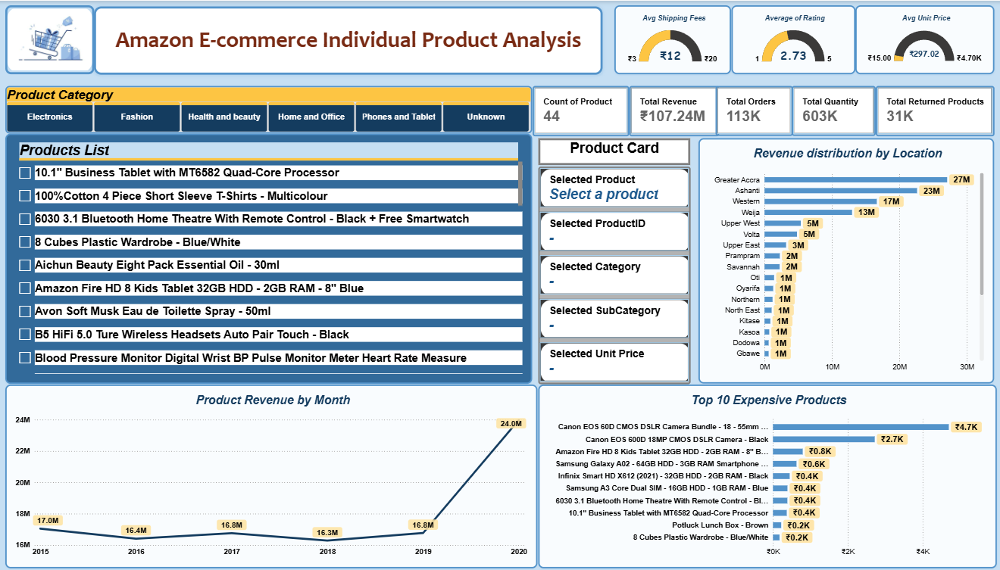 Amazon E-commerce Individual Product Analysis
Avg Shipping Fees
₹3
₹12
₹20
Average of Rating
1
2.73
5
Avg Unit Price
₹15.00
₹297.02
₹4.70K
Product Category
Electronics
Fashion
Health and beauty
Home and Office
Phones and Tablet
Unknown
Count of Product
44
Total Revenue
₹107.24M
Total Orders
113K
Total Quantity
603K
Total Returned Products
31K
Products List
10.1" Business Tablet with MT6582 Quad-Core Processor
100%Cotton 4 Piece Short Sleeve T-Shirts - Multicolour
6030 3.1 Bluetooth Home Theatre With Remote Control - Black + Free Smartwatch
8 Cubes Plastic Wardrobe - Blue/White
Aichun Beauty Eight Pack Essential Oil - 30ml
Amazon Fire HD 8 Kids Tablet 32GB HDD - 2GB RAM - 8" Blue
Avon Soft Musk Eau de Toilette Spray - 50ml
B5 HiFi 5.0 Ture Wireless Headsets Auto Pair Touch - Black
Blood Pressure Monitor Digital Wrist BP Pulse Monitor Meter Heart Rate Measure
Product Card
Selected Product
Select a product
Selected ProductID
-
Selected Category
-
Selected SubCategory
-
Selected Unit Price
-
Revenue distribution by Location
Greater Accra 27M
Ashanti 23M
Western 17M
Weija 13M
Upper West 5M
Volta 5M
Upper East 3M
Prampram 2M
Savannah 2M
Oti 1M
Oyarifa 1M
Northern 1M
North East 1M
Kitase 1M
Kasoa 1M
Dodowa 1M
Gbawe 1M
0M 10M 20M 30M
Product Revenue by Month
24M
22M
20M
18M
16M
17.0M
16.4M
16.8M
16.3M
16.8M
24.0M
2015 2016 2017 2018 2019 2020
Top 10 Expensive Products
Canon EOS 60D CMOS DSLR Camera Bundle - 18 - 55mm ... ₹4.7K
Canon EOS 600D 18MP CMOS DSLR Camera - Black ₹2.7K
Amazon Fire HD 8 Kids Tablet 32GB HDD - 2GB RAM - 8" B... ₹0.8K
Samsung Galaxy A02 - 64GB HDD - 3GB RAM Smartphone ... ₹0.6K
Infinix Smart HD X612 (2021) - 32GB HDD - 2GB RAM - Black ₹0.4K
Samsung A3 Core Dual SIM - 16GB HDD - 1GB RAM - Blue ₹0.4K
6030 3.1 Bluetooth Home Theatre With Remote Control - Bl... ₹0.4K
10.1" Business Tablet with MT6582 Quad-Core Processor ₹0.4K
Potluck Lunch Box - Brown ₹0.2K
8 Cubes Plastic Wardrobe - Blue/White ₹0.2K
₹0K ₹2K ₹4K